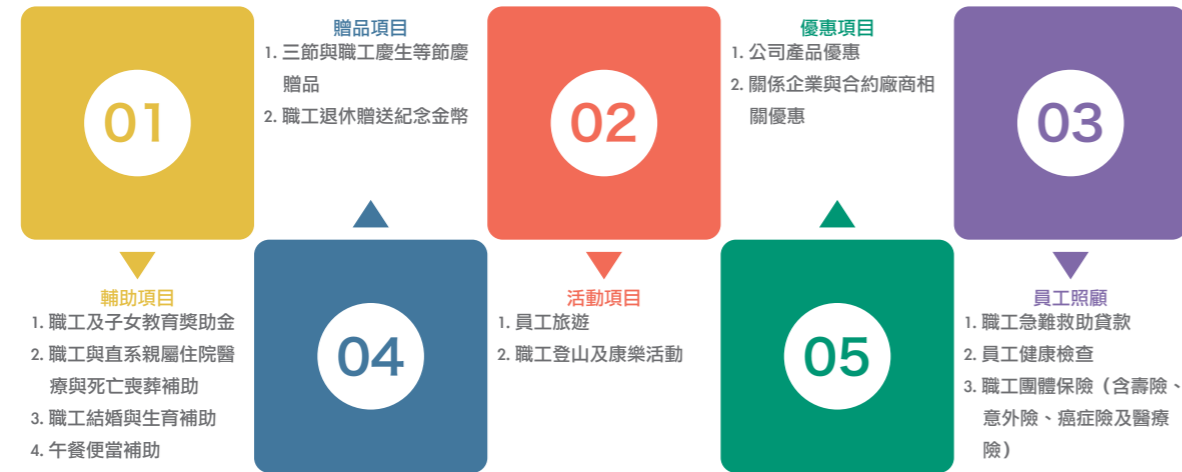 01
輔助項目
1. 職工及子女教育獎助金
2. 職工與直系親屬住院醫
療與死亡喪葬補助
3. 職工結婚與生育補助
4. 午餐便當補助
贈品項目
1. 三節與職工慶生等節慶
贈品
2. 職工退休贈送紀念金幣
04
02
活動項目
1. 員工旅遊
2. 職工登山及康樂活動
優惠項目
1. 公司產品優惠
2. 關係企業與合約廠商相
關優惠
05
03
員工照顧
1. 職工急難救助貸款
2. 員工健康檢查
3. 職工團體保險（含壽險、
意外險、癌症險及醫療
險）